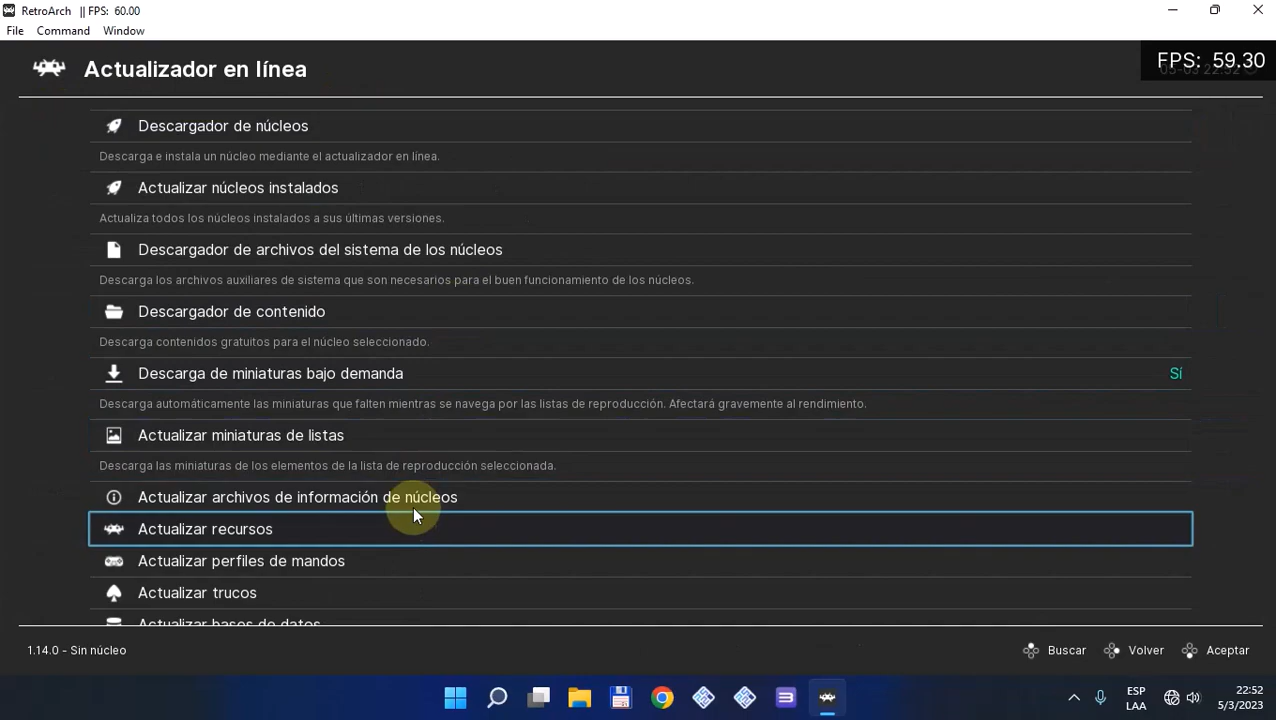 RetroArch || FPS: 60.00
File Command Window
Actualizador en línea
FPS: 59.30
Descargador de núcleos
Descarga e instala un núcleo mediante el actualizador en línea.
Actualizar núcleos instalados
Actualiza todos los núcleos instalados a sus últimas versiones.
Descargador de archivos del sistema de los núcleos
Descarga los archivos auxiliares de sistema que son necesarios para el buen funcionamiento de los núcleos.
Descargador de contenido
Descarga contenidos gratuitos para el núcleo seleccionado.
Descarga de miniaturas bajo demanda Sí
Descarga automáticamente las miniaturas que falten mientras se navega por las listas de reproducción. Afectará gravemente al rendimiento.
Actualizar miniaturas de listas
Descarga las miniaturas de los elementos de la lista de reproducción seleccionada.
Actualizar archivos de información de núcleos
Actualizar recursos
Actualizar perfiles de mandos
Actualizar trucos
Actualizar bases de datos
1.14.0 - Sin núcleo Buscar Volver Aceptar
ESP 22:52
LAA 5/3/2023